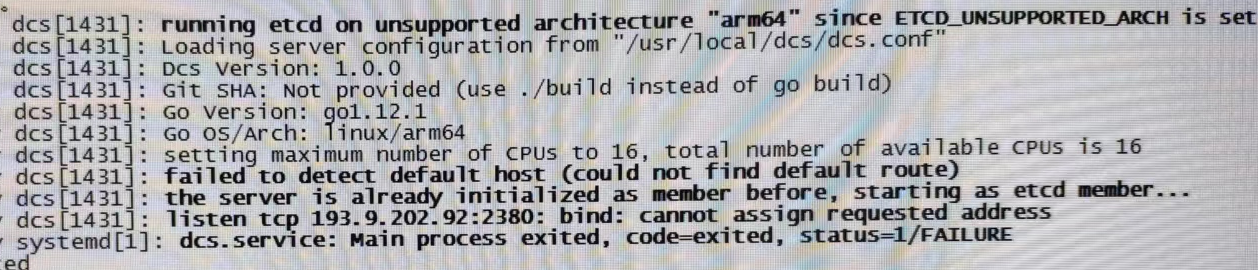 dcs[1431]: running etcd on unsupported architecture "arm64" since ETCD_UNSUPPORTED_ARCH is set
dcs[1431]: Loading server configuration from "/usr/local/dcs/dcs.conf"
dcs[1431]: Dcs Version: 1.0.0
dcs[1431]: Git SHA: Not provided (use ./build instead of go build)
dcs[1431]: Go Version: go1.12.1
dcs[1431]: Go OS/Arch: linux/arm64
dcs[1431]: setting maximum number of CPUs to 16, total number of available CPUs is 16
dcs[1431]: failed to detect default host (could not find default route)
dcs[1431]: the server is already initialized as member before, starting as etcd member...
dcs[1431]: listen tcp 193.9.202.92:2380: bind: cannot assign requested address
systemd[1]: dcs.service: Main process exited, code=exited, status=1/FAILURE
ed